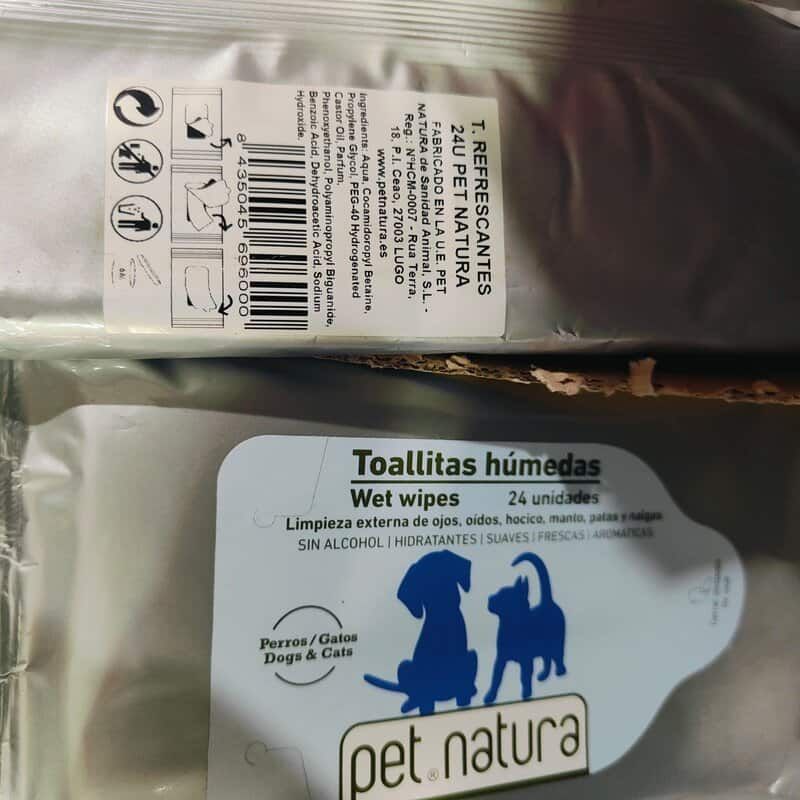 T. REFRESCANTES
24U PET NATURA
FABRICADO EN LA U.E. PET
NATURA de Sanidad Animal, S.L. -
Reg.: NºHCM-0007 - Rua Terra,
18. P.I. Ceao, 27003 LUGO
www.petnatura.es
Ingredients: Aqua, Cocamidoropyl Betaine,
Propylene Glycol, PEG-40 Hydrogenated
Castor Oil, Parfum,
Phenoxyethanol, Polyaminopropyl Biguanide,
Benzoic Acid, Dehydroacetic Acid, Sodium
Hydroxide.
8 435045 696000
Toallitas húmedas
Wet wipes 24 unidades
Limpieza externa de ojos, oídos, hocico, manto, patas y nalgas
SIN ALCOHOL | HIDRATANTES | SUAVES | FRESCAS | AROMÁTICAS
Perros/Gatos
Dogs & Cats
pet® natura